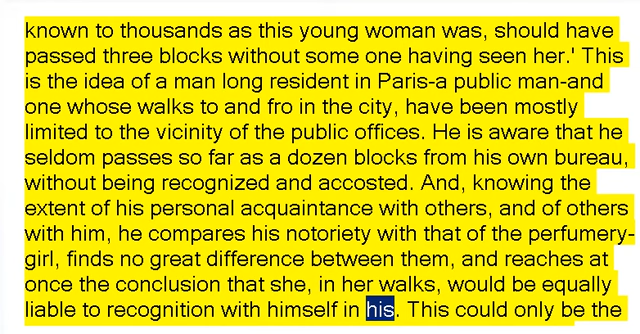 known to thousands as this young woman was, should have
passed three blocks without some one having seen her.' This
is the idea of a man long resident in Paris-a public man-and
one whose walks to and fro in the city, have been mostly
limited to the vicinity of the public offices. He is aware that he
seldom passes so far as a dozen blocks from his own bureau,
without being recognized and accosted. And, knowing the
extent of his personal acquaintance with others, and of others
with him, he compares his notoriety with that of the perfumery-
girl, finds no great difference between them, and reaches at
once the conclusion that she, in her walks, would be equally
liable to recognition with himself in his. This could only be the